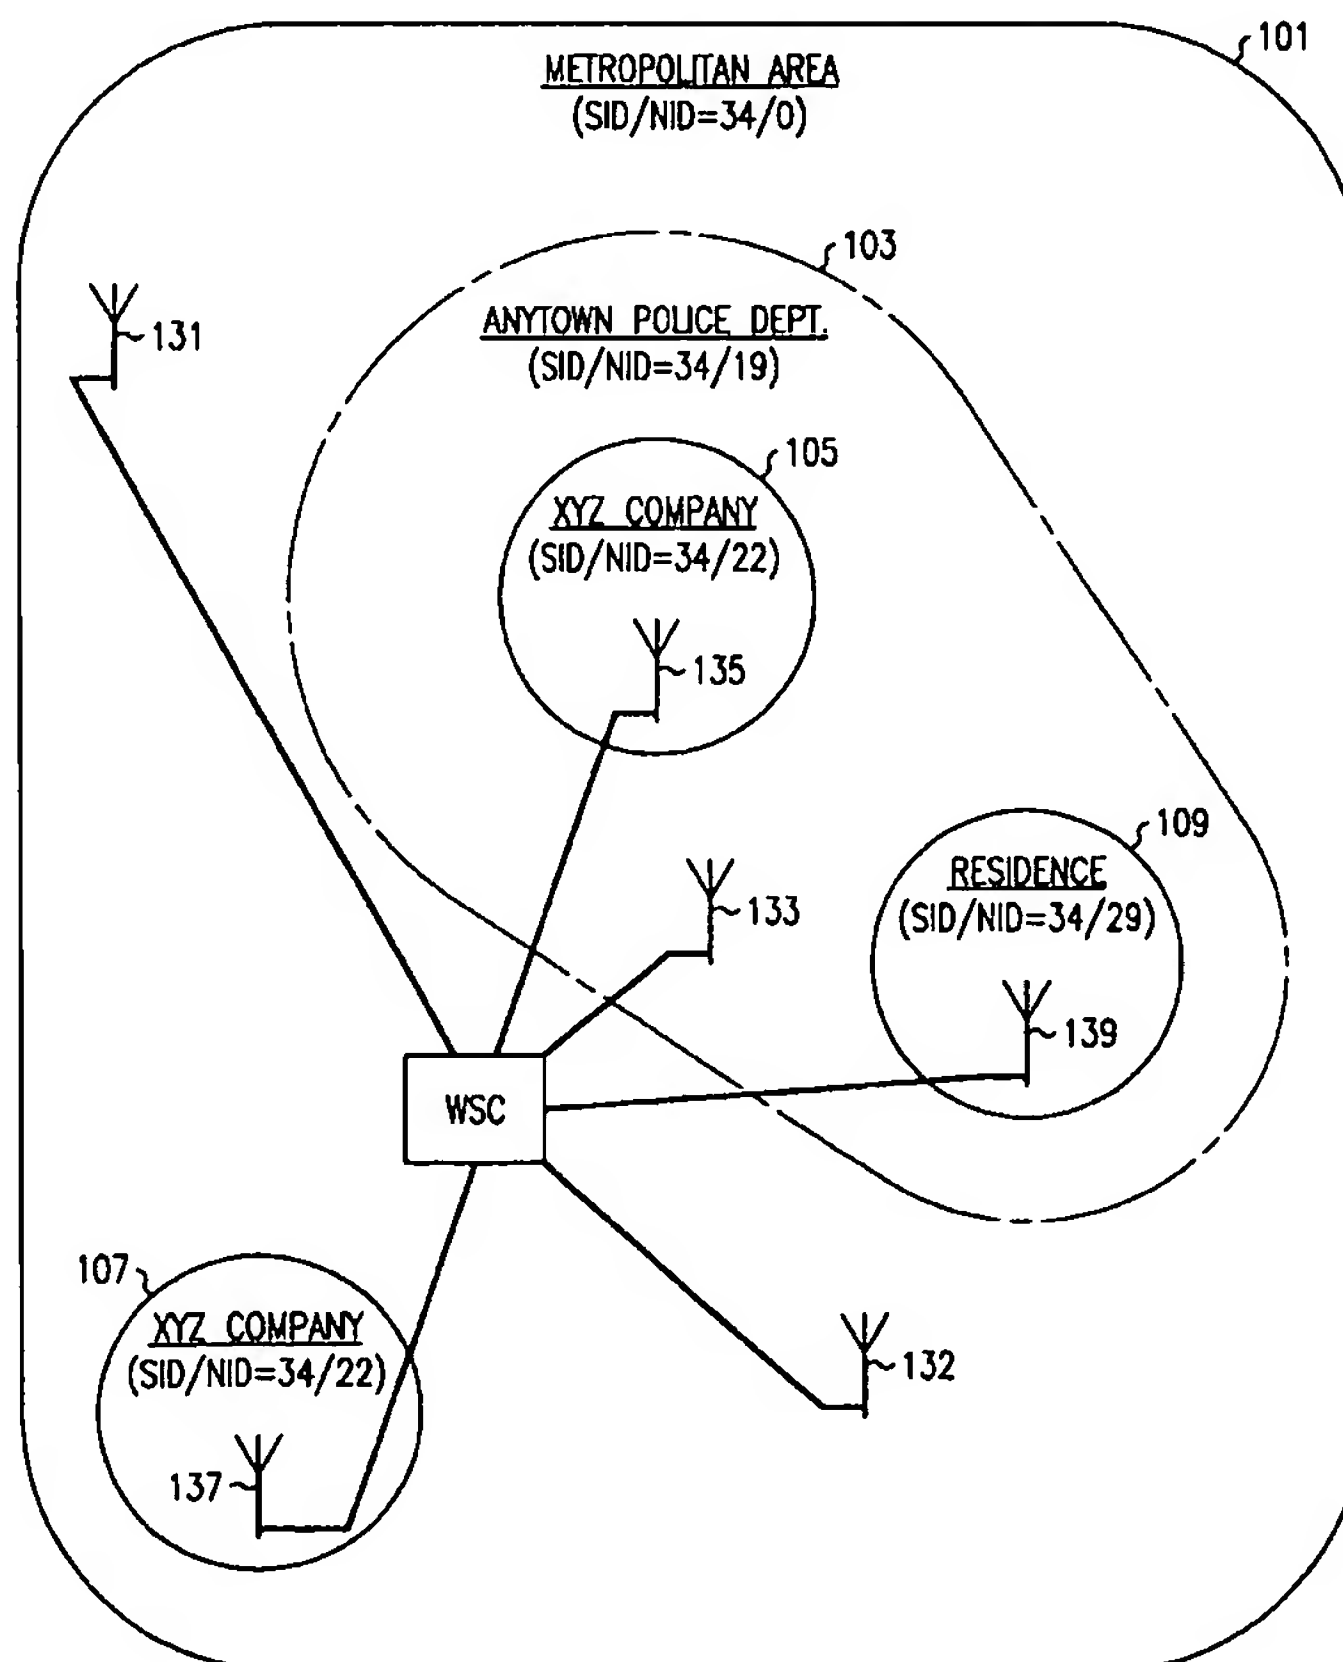 101
METROPOLITAN AREA
(SID/NID=34/0)
103
ANYTOWN POLICE DEPT.
(SID/NID=34/19)
131
105
XYZ COMPANY
(SID/NID=34/22)
135
109
RESIDENCE
(SID/NID=34/29)
133
139
WSC
107
XYZ COMPANY
(SID/NID=34/22)
132
137